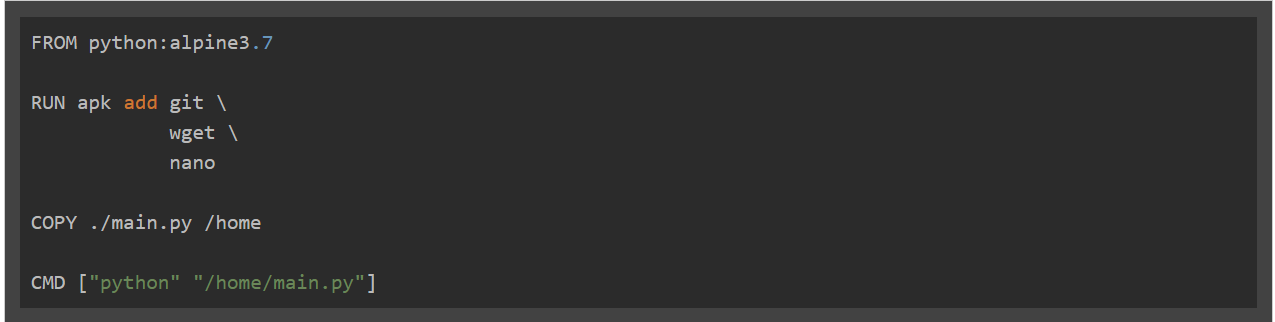 FROM python:alpine3.7
RUN apk add git \
wget \
nano
COPY ./main.py /home
CMD ["python" "/home/main.py"]